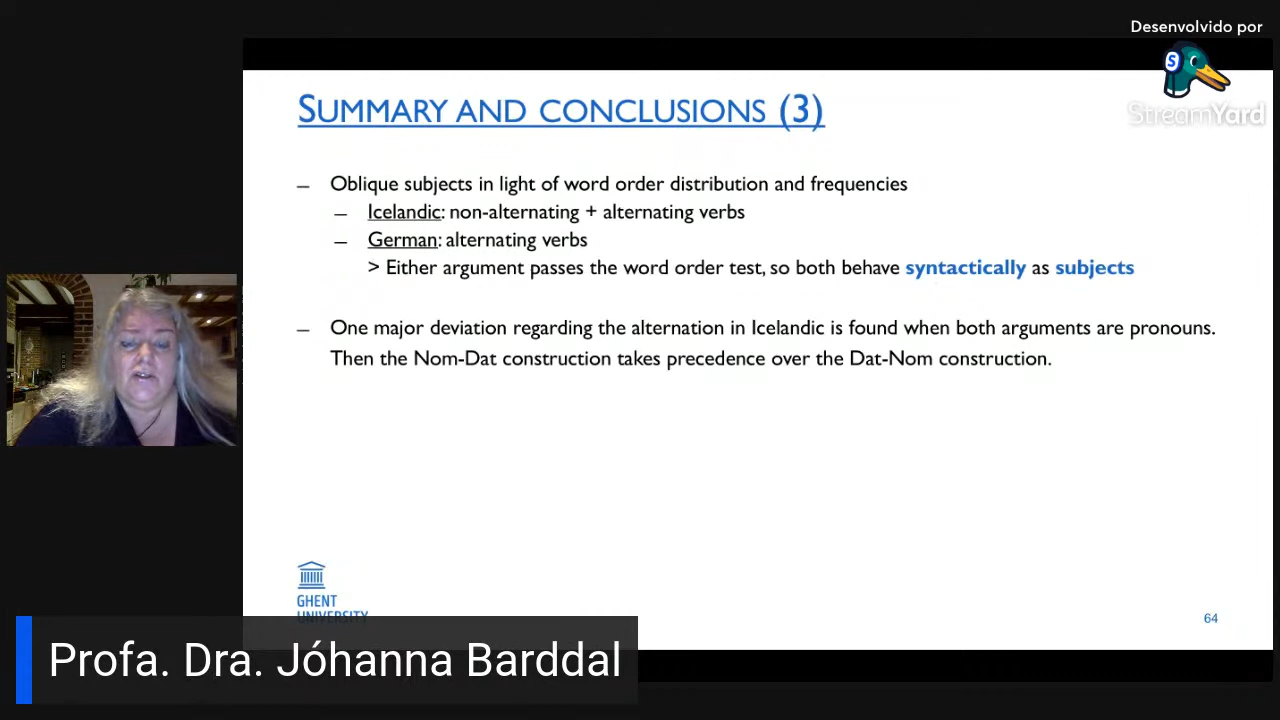 Desenvolvido por
S
StreamYard
SUMMARY AND CONCLUSIONS (3)
– Oblique subjects in light of word order distribution and frequencies
– Icelandic: non-alternating + alternating verbs
– German: alternating verbs
> Either argument passes the word order test, so both behave syntactically as subjects
– One major deviation regarding the alternation in Icelandic is found when both arguments are pronouns.
Then the Nom-Dat construction takes precedence over the Dat-Nom construction.
GHENT
UNIVERSITY
64
Profa. Dra. Jóhanna Barddal